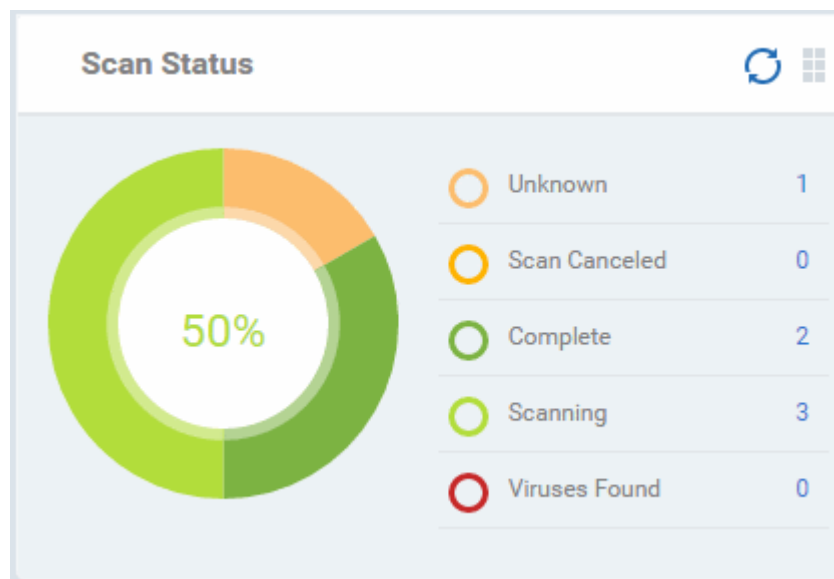 Scan Status
50%
Unknown 1
Scan Canceled 0
Complete 2
Scanning 3
Viruses Found 0